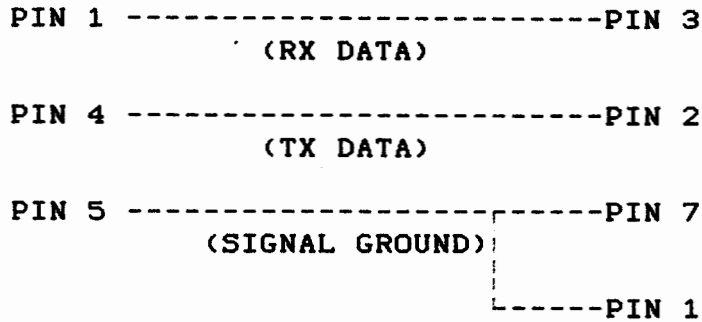 PIN 1 --------------------------PIN 3
(RX DATA)
PIN 4 --------------------------PIN 2
(TX DATA)
PIN 5 --------------------------PIN 7
(SIGNAL GROUND)
------PIN 1